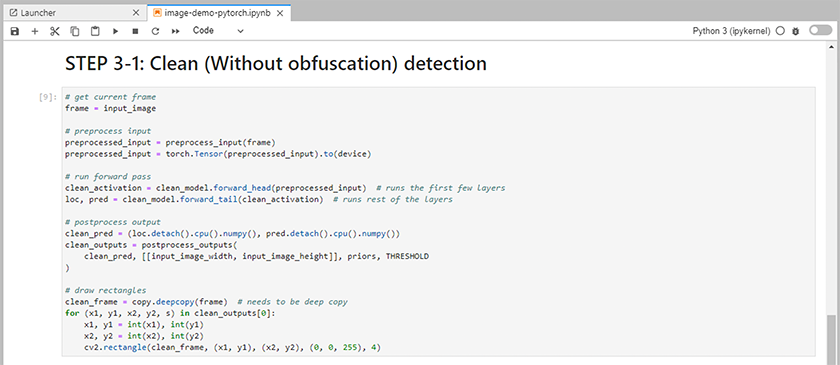 Launcher
image-demo-pytorch.ipynb
Code
Python 3 (ipykernel)
STEP 3-1: Clean (Without obfuscation) detection
[9]:
# get current frame
frame = input_image
# preprocess input
preprocessed_input = preprocess_input(frame)
preprocessed_input = torch.Tensor(preprocessed_input).to(device)
# run forward pass
clean_activation = clean_model.forward_head(preprocessed_input)  # runs the first few layers
loc, pred = clean_model.forward_tail(clean_activation)  # runs rest of the layers
# postprocess output
clean_pred = (loc.detach().cpu().numpy(), pred.detach().cpu().numpy())
clean_outputs = postprocess_outputs(
    clean_pred, [[input_image_width, input_image_height]], priors, THRESHOLD
)
# draw rectangles
clean_frame = copy.deepcopy(frame)  # needs to be deep copy
for (x1, y1, x2, y2, s) in clean_outputs[0]:
    x1, y1 = int(x1), int(y1)
    x2, y2 = int(x2), int(y2)
    cv2.rectangle(clean_frame, (x1, y1), (x2, y2), (0, 0, 255), 4)